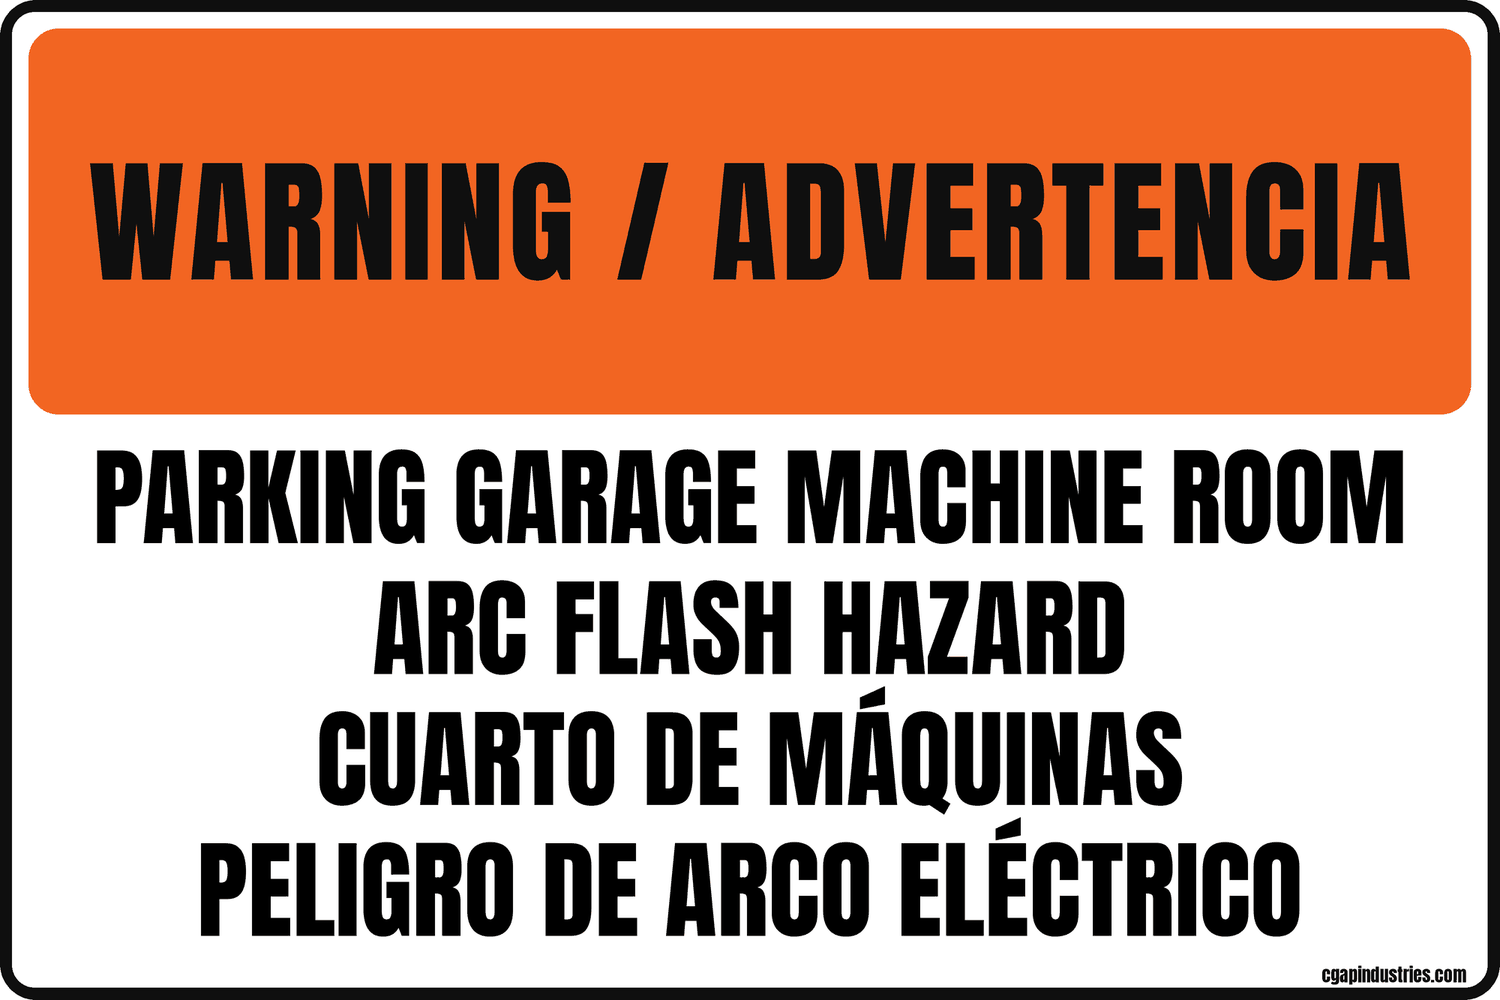 WARNING / ADVERTENCIA
PARKING GARAGE MACHINE ROOM
ARC FLASH HAZARD
CUARTO DE MÁQUINAS
PELIGRO DE ARCO ELÉCTRICO
cgapindustries.com